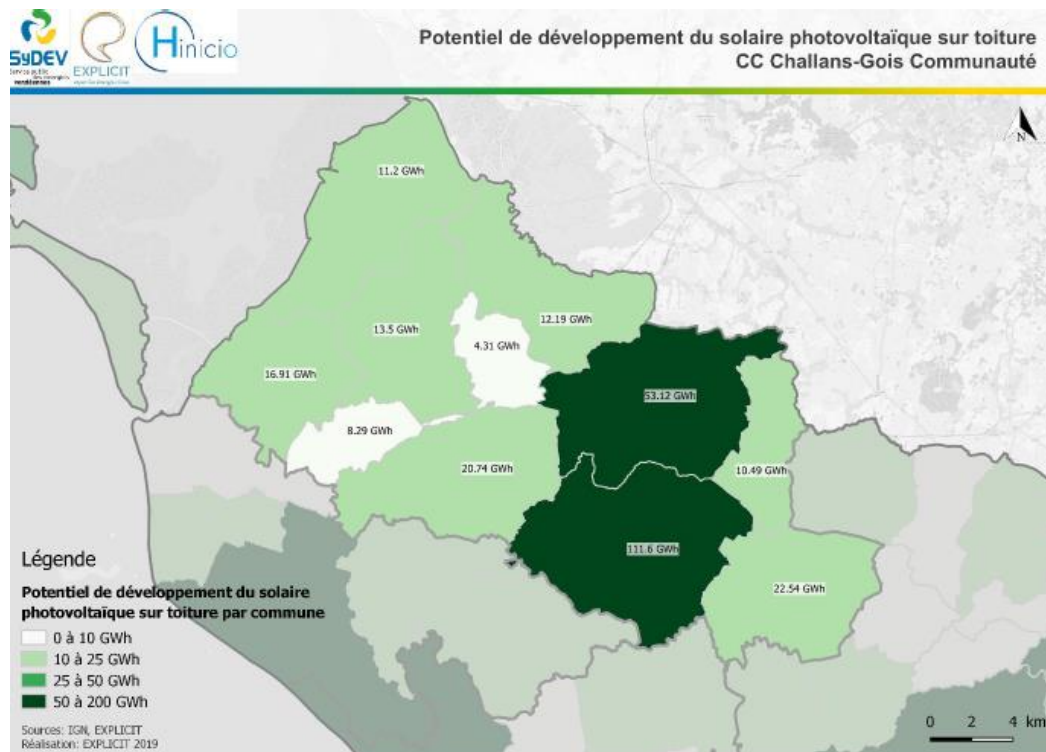 SyDEV
EXPLICIT
Hinicio
Potentiel de développement du solaire photovoltaïque sur toiture
CC Challans-Gois Communauté
N
11.2 GWh
12.19 GWh
13.5 GWh
4.31 GWh
16.91 GWh
53.12 GWh
8.29 GWh
20.74 GWh
10.49 GWh
111.6 GWh
22.54 GWh
Légende
Potentiel de développement du solaire
photovoltaïque sur toiture par commune
0 à 10 GWh
10 à 25 GWh
25 à 50 GWh
50 à 200 GWh
Sources: IGN, EXPLICIT
Réalisation: EXPLICIT 2019
0 2 4 km